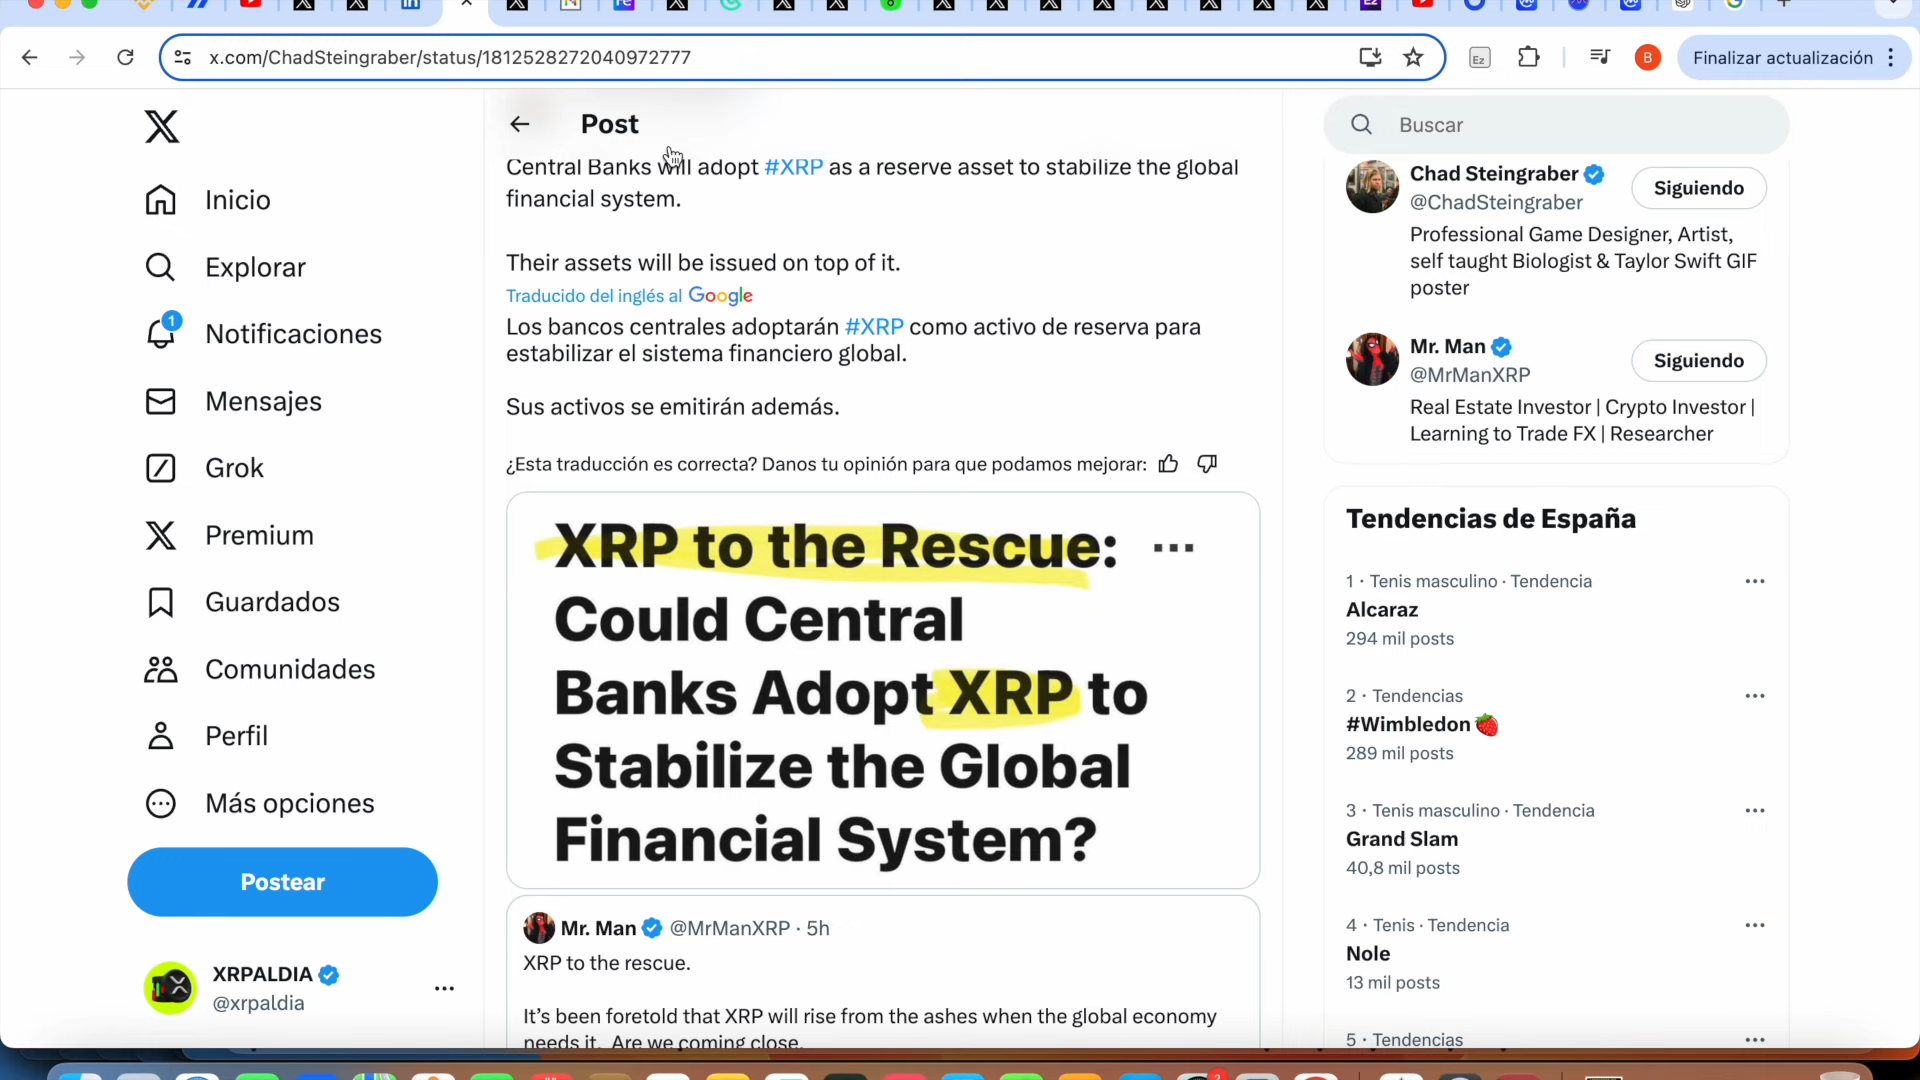 x.com/ChadSteingraber/status/1812528272040972777
Finalizar actualización
B
Ez
Inicio
Explorar
1
Notificaciones
Mensajes
Grok
Premium
Guardados
Comunidades
Perfil
Más opciones
Postear
XRPALDIA
@xrpaldia
Post
Central Banks will adopt #XRP as a reserve asset to stabilize the global
financial system.
Their assets will be issued on top of it.
Traducido del inglés al Google
Los bancos centrales adoptarán #XRP como activo de reserva para
estabilizar el sistema financiero global.
Sus activos se emitirán además.
¿Esta traducción es correcta? Danos tu opinión para que podamos mejorar:
XRP to the Rescue:
Could Central
Banks Adopt XRP to
Stabilize the Global
Financial System?
Mr. Man @MrManXRP · 5h
XRP to the rescue.
It's been foretold that XRP will rise from the ashes when the global economy
needs it. Are we coming close.
Buscar
Chad Steingraber
@ChadSteingraber
Siguiendo
Professional Game Designer, Artist,
self taught Biologist & Taylor Swift GIF
poster
Mr. Man
@MrManXRP
Siguiendo
Real Estate Investor | Crypto Investor |
Learning to Trade FX | Researcher
Tendencias de España
1 · Tenis masculino · Tendencia
Alcaraz
294 mil posts
2 · Tendencias
#Wimbledon
289 mil posts
3 · Tenis masculino · Tendencia
Grand Slam
40,8 mil posts
4 · Tenis · Tendencia
Nole
13 mil posts
5 · Tendencias